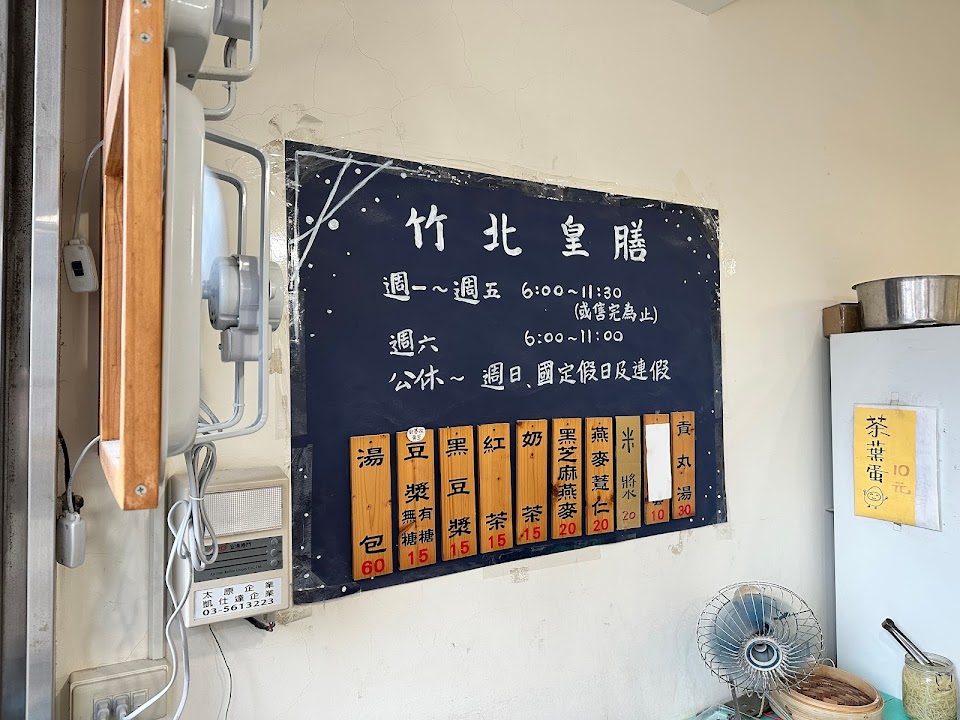 竹北皇膳
週一～週五 6:00～11:30
(或售完為止)
週六 6:00～11:00
公休～ 週日、國定假日及連假
湯包 60
豆漿 無糖 有糖 15
黑豆漿 15
紅茶 15
奶茶 15
黑芝麻燕麥 20
燕麥薏仁 20
米漿 20
10
貢丸湯 30
茶葉蛋 10元
太原企業
凱仕達企業
03-5613223